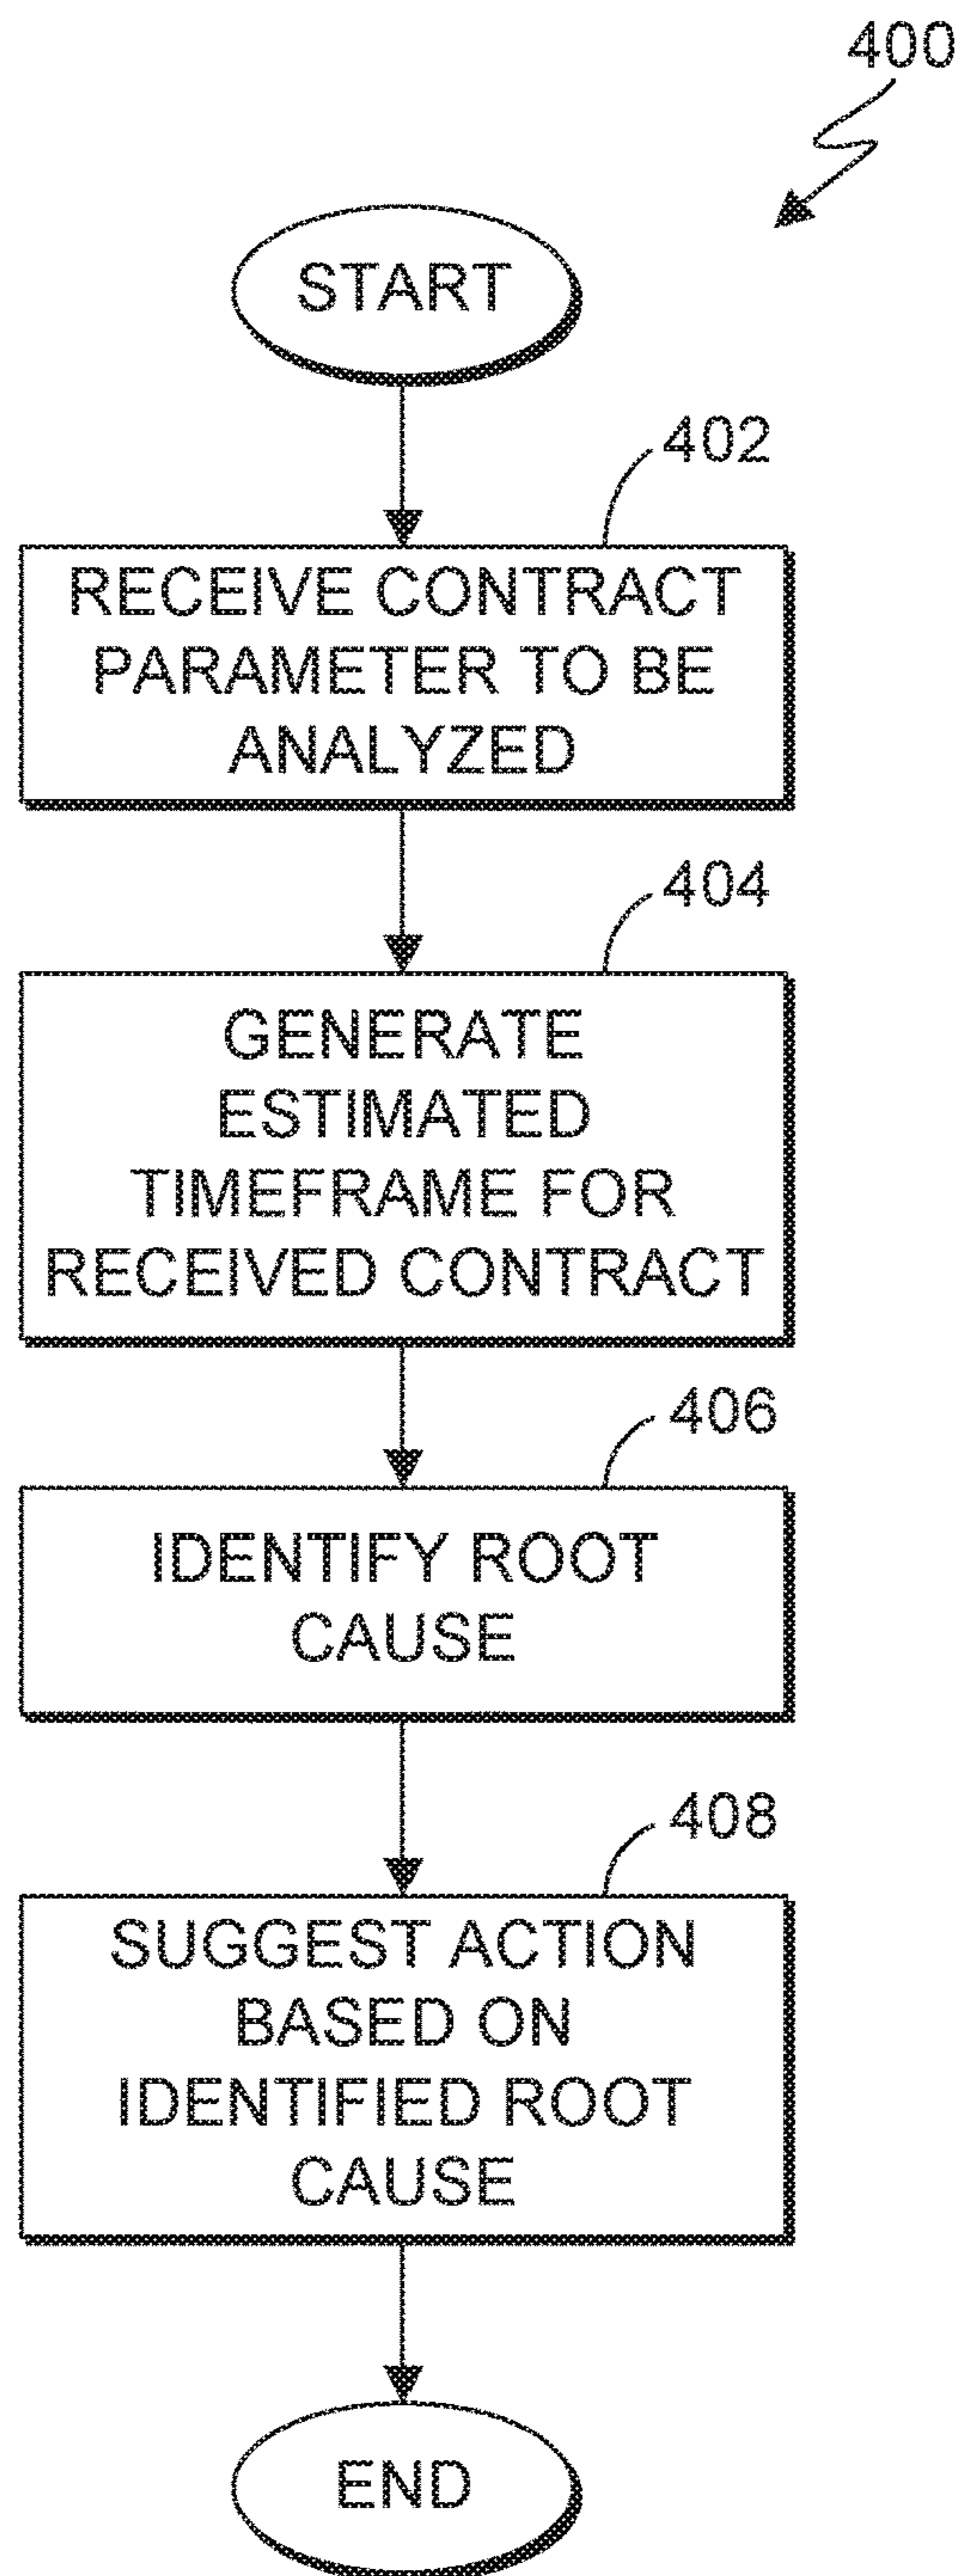 400
START
402
RECEIVE CONTRACT
PARAMETER TO BE
ANALYZED
404
GENERATE
ESTIMATED
TIMEFRAME FOR
RECEIVED CONTRACT
406
IDENTIFY ROOT
CAUSE
408
SUGGEST ACTION
BASED ON
IDENTIFIED ROOT
CAUSE
END